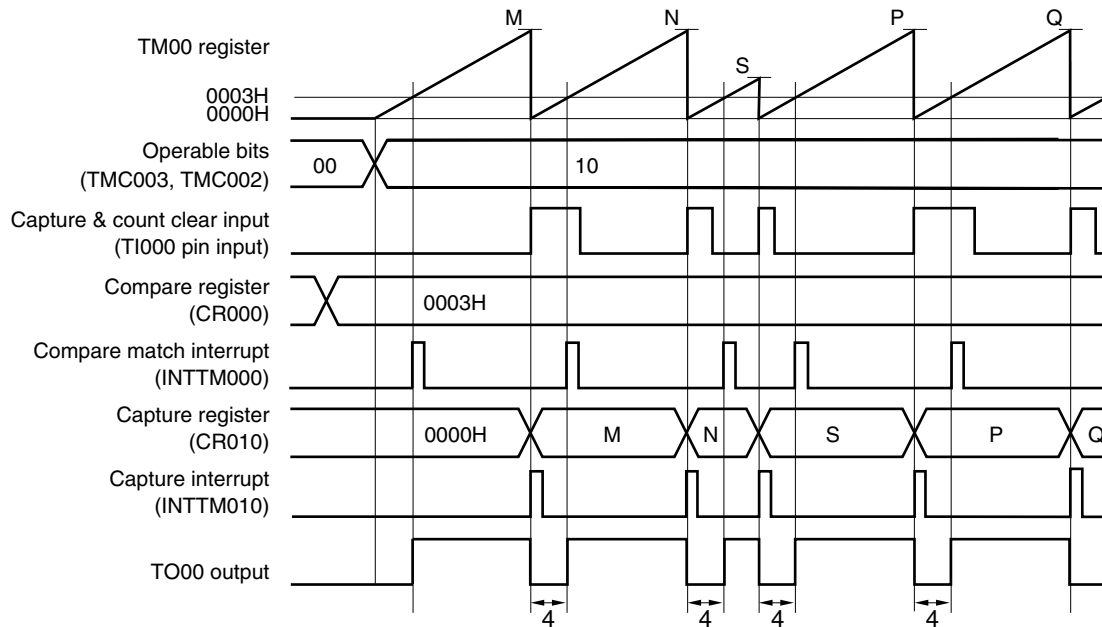 M N P Q
TM00 register
S
0003H
0000H
Operable bits
(TMC003, TMC002)
00 10
Capture & count clear input
(TI000 pin input)
Compare register
(CR000)
0003H
Compare match interrupt
(INTTM000)
Capture register
(CR010)
0000H M N S P Q
Capture interrupt
(INTTM010)
TO00 output
4 4 4 4